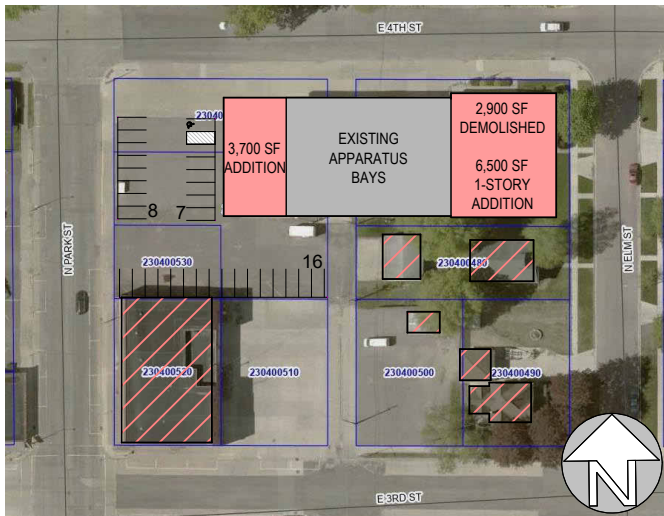 E 4TH ST
23040
3,700 SF
ADDITION
EXISTING
APPARATUS
BAYS
2,900 SF
DEMOLISHED
6,500 SF
1-STORY
ADDITION
8
7
N PARK ST
N ELM ST
230400530
16
230400480
230400520
230400510
230400500
230400490
E 3RD ST
N